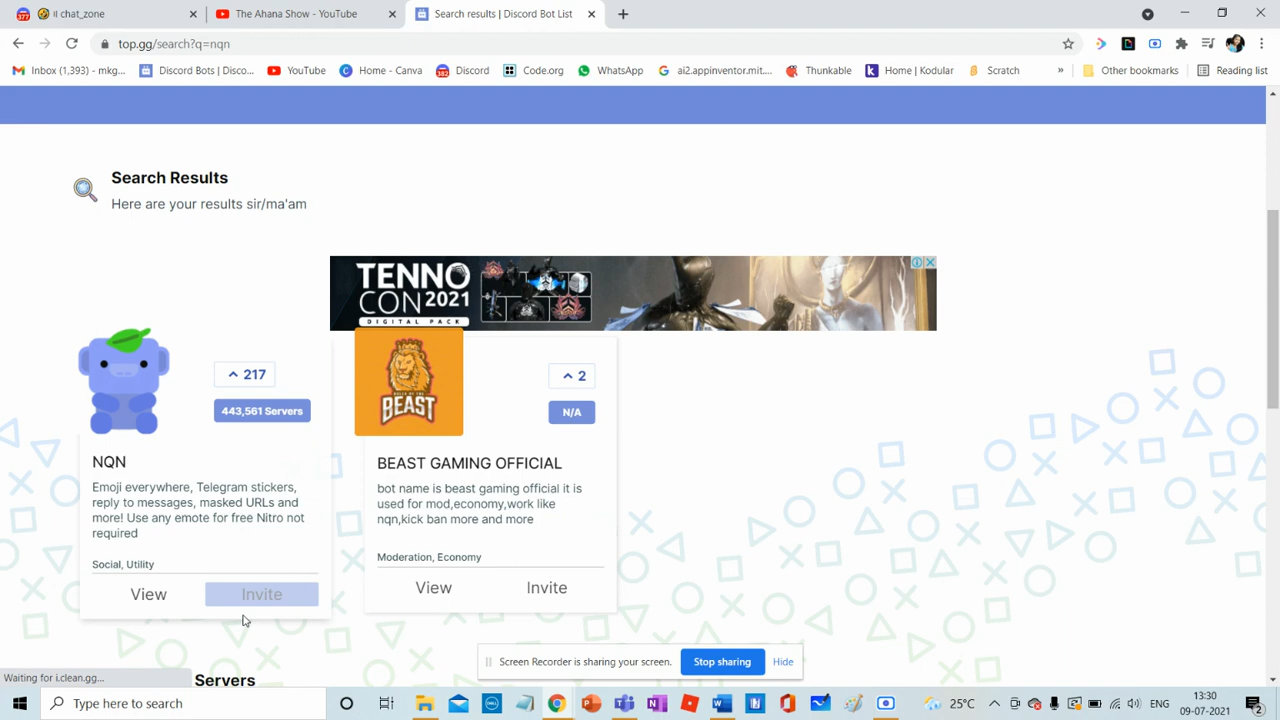 il chat_zone
The Ahana Show - YouTube
Search results | Discord Bot List
top.gg/search?q=nqn
Inbox (1,393) - mkg...
Discord Bots | Disco...
YouTube
Home - Canva
Discord
Code.org
WhatsApp
ai2.appinventor.mit....
Thunkable
Home | Kodular
Scratch
»
Other bookmarks
Reading list
Search Results
Here are your results sir/ma'am
TENNO
CON 2021
DIGITAL PACK
217
443,561 Servers
NQN
Emoji everywhere, Telegram stickers,
reply to messages, masked URLs and
more! Use any emote for free Nitro not
required
Social, Utility
View
Invite
BEAST
2
N/A
BEAST GAMING OFFICIAL
bot name is beast gaming official it is
used for mod,economy,work like
nqn,kick ban more and more
Moderation, Economy
View
Invite
Screen Recorder is sharing your screen.
Stop sharing
Hide
Waiting for i.clean.gg...
Servers
Type here to search
25°C
ENG
13:30
09-07-2021
2